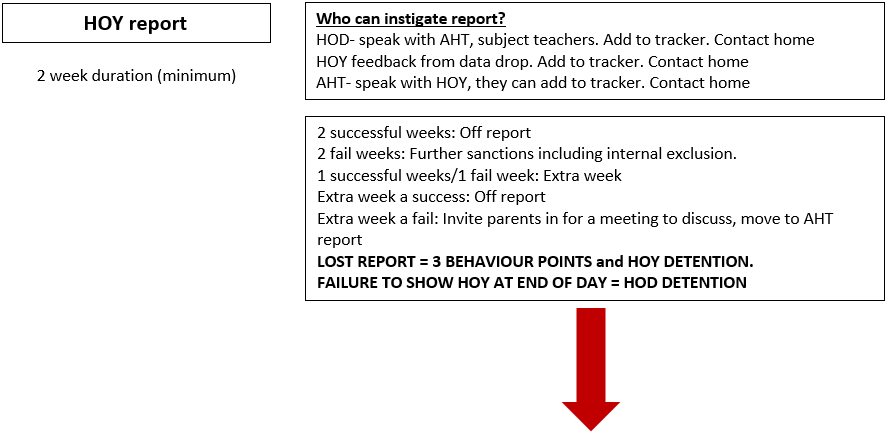 HOY report
2 week duration (minimum)
Who can instigate report?
HOD- speak with AHT, subject teachers. Add to tracker. Contact home
HOY feedback from data drop. Add to tracker. Contact home
AHT- speak with HOY, they can add to tracker. Contact home
2 successful weeks: Off report
2 fail weeks: Further sanctions including internal exclusion.
1 successful weeks/1 fail week: Extra week
Extra week a success: Off report
Extra week a fail: Invite parents in for a meeting to discuss, move to AHT
report
LOST REPORT = 3 BEHAVIOUR POINTS and HOY DETENTION.
FAILURE TO SHOW HOY AT END OF DAY = HOD DETENTION